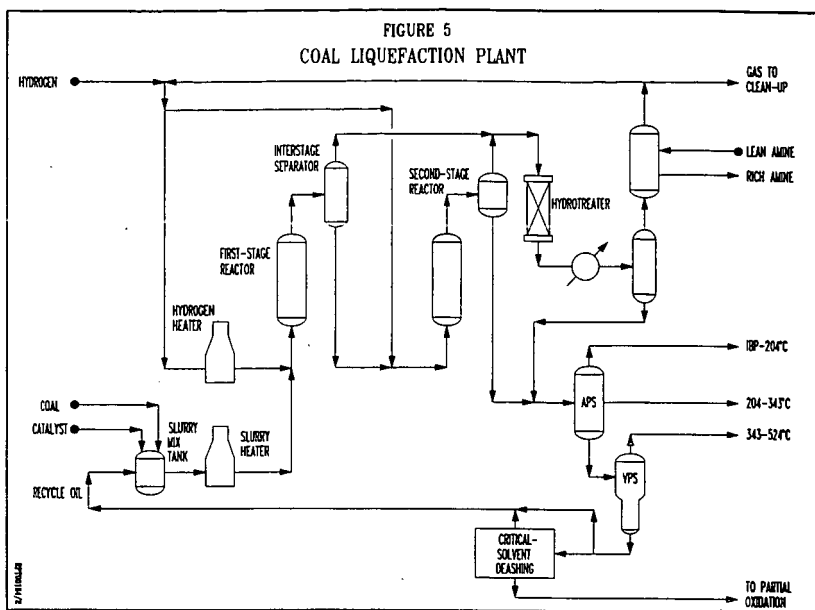 FIGURE 5
COAL LIQUEFACTION PLANT
HYDROGEN
GAS TO
CLEAN-UP
INTERSTAGE
SEPARATOR
SECOND-STAGE
REACTOR
LEAN AMINE
RICH AMINE
HYDROTREATER
FIRST-STAGE
REACTOR
HYDROGEN
HEATER
IBP-204°C
APS
204-343°C
COAL
CATALYST
SLURRY
MIX
TANK
SLURRY
HEATER
343-524°C
VPS
RECYCLE OIL
CRITICAL-
SOLVENT
DEASHING
TO PARTIAL
OXIDATION